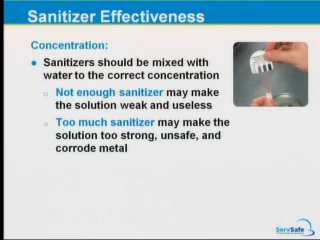 Sanitizer Effectiveness
Concentration:
Sanitizers should be mixed with
water to the correct concentration
Not enough sanitizer may make
the solution weak and useless
Too much sanitizer may make the
solution too strong, unsafe, and
corrode metal
ServSafe